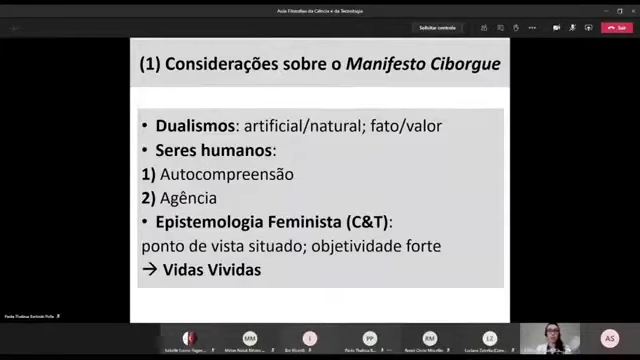 Aula Filosofias da Ciência e da Tecnologia
Solicitar controle
Sair
(1) Considerações sobre o Manifesto Ciborgue
• Dualismos: artificial/natural; fato/valor
• Seres humanos:
1) Autocompreensão
2) Agência
• Epistemologia Feminista (C&T):
ponto de vista situado; objetividade forte
→ Vidas Vividas
MM
I
PP
RM
LZ
AS